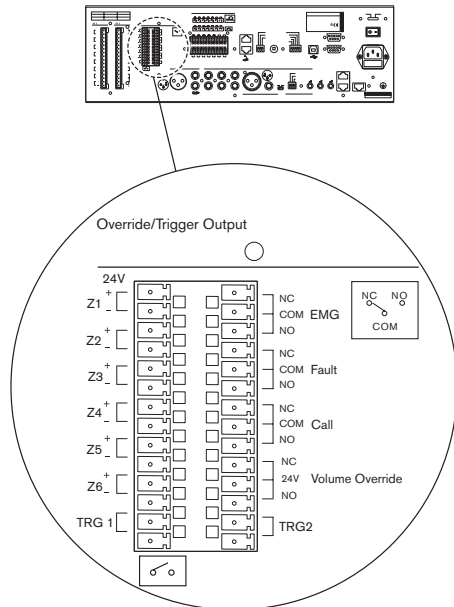 Override/Trigger Output
24V
Z1 + -
Z2 + -
Z3 + -
Z4 + -
Z5 + -
Z6 + -
TRG 1
NC
COM EMG
NO
NC
COM Fault
NO
NC
COM Call
NO
NC
24V Volume Override
NO
TRG2
NC NO
COM